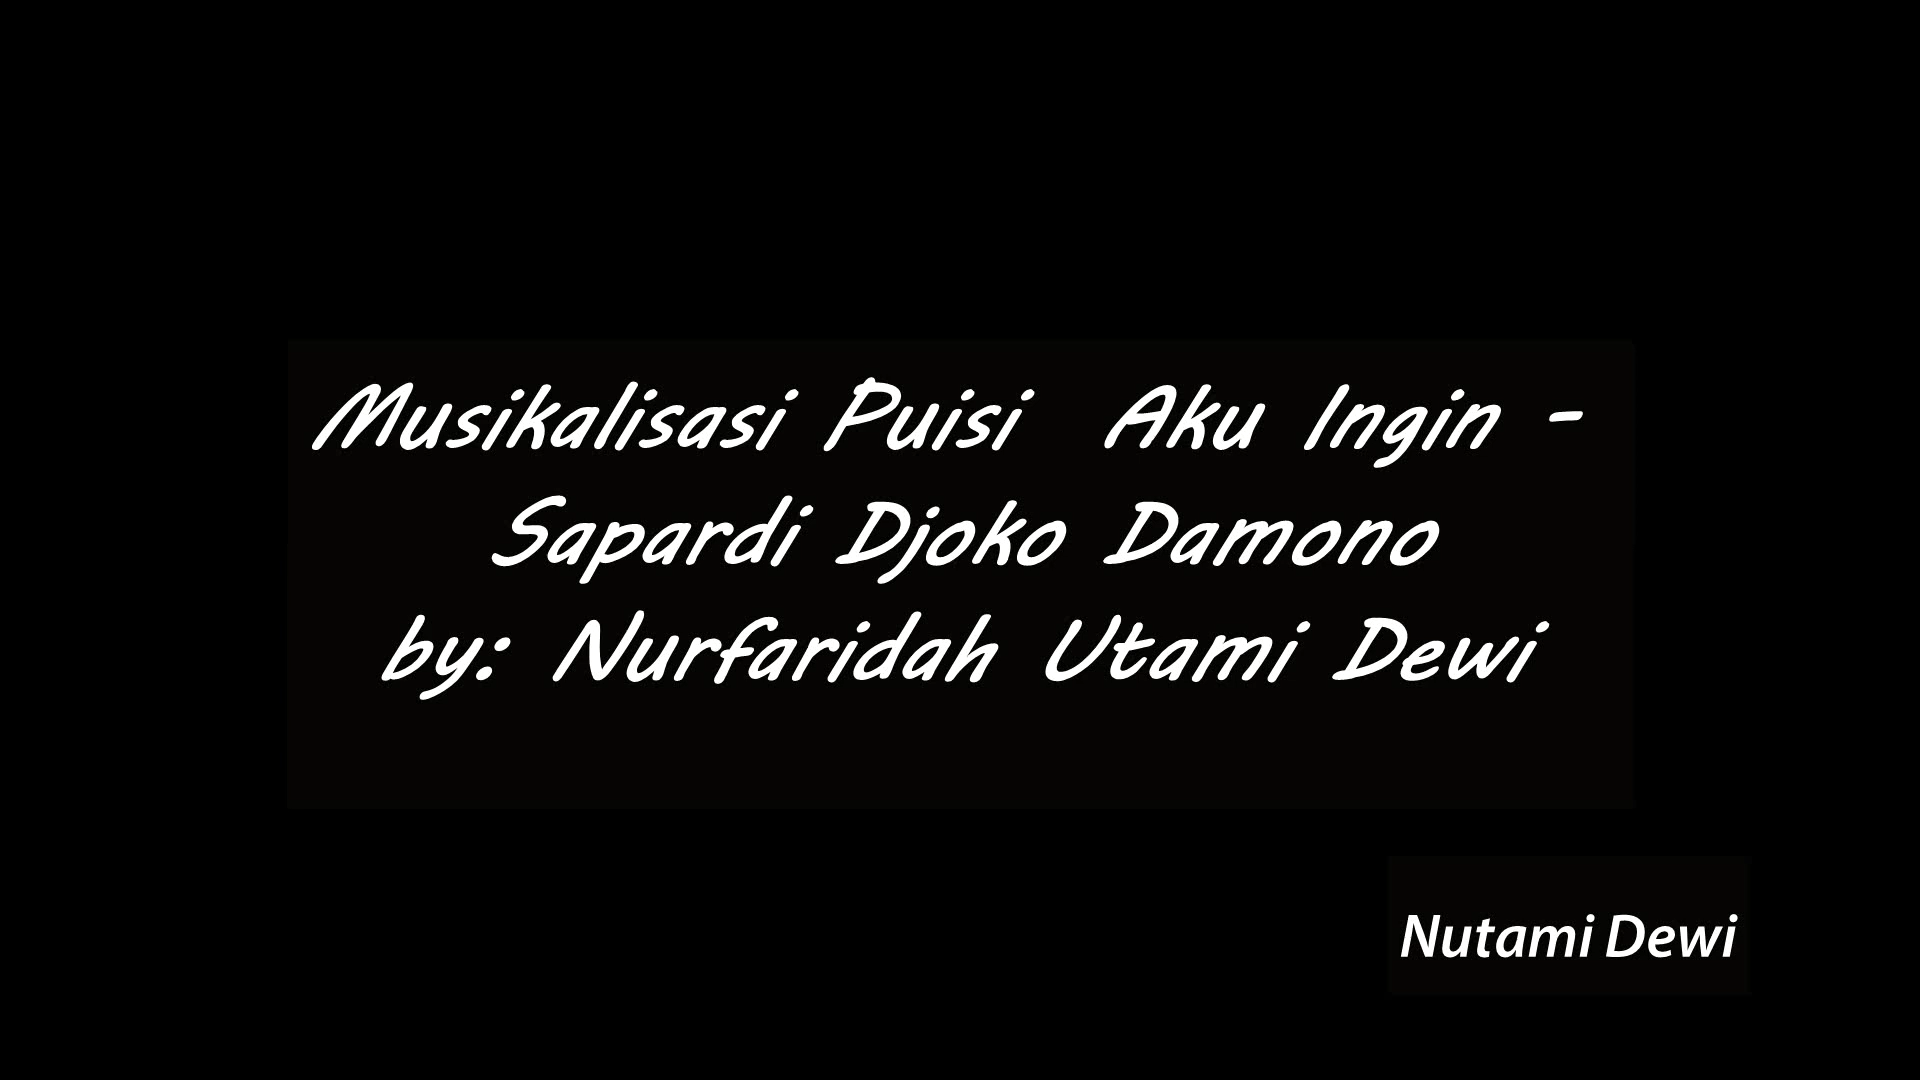 Musikalisasi Puisi Aku Ingin -
Sapardi Djoko Damono
by: Nurfaridah Utami Dewi
Nutami Dewi